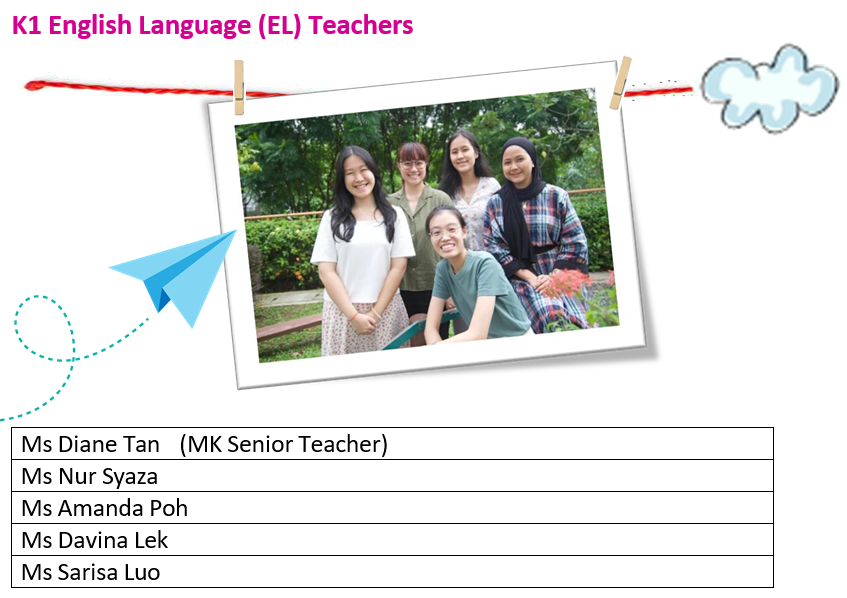 K1 English Language (EL) Teachers
Ms Diane Tan (MK Senior Teacher)
Ms Nur Syaza
Ms Amanda Poh
Ms Davina Lek
Ms Sarisa Luo